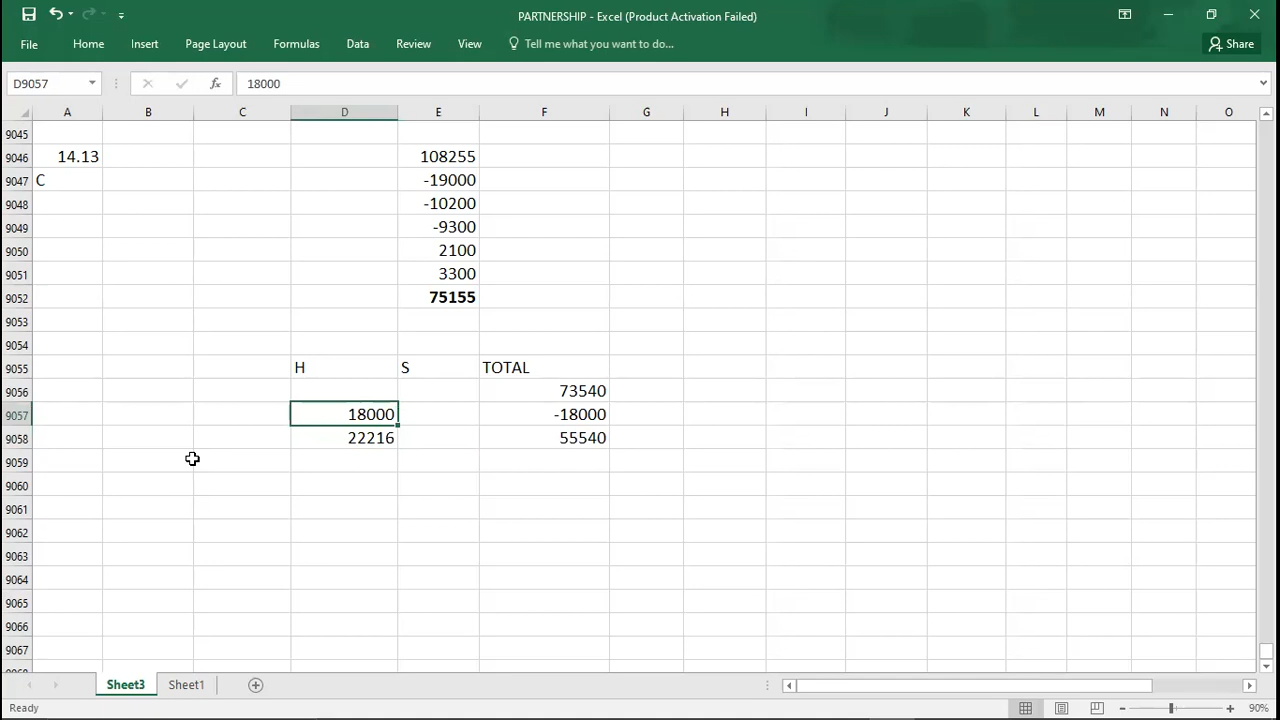 PARTNERSHIP - Excel (Product Activation Failed)
File Home Insert Page Layout Formulas Data Review View Tell me what you want to do... Share
D9057 fx 18000
A B C D E F G H I J K L M N O
9045
9046 14.13 108255
9047 C -19000
9048 -10200
9049 -9300
9050 2100
9051 3300
9052 75155
9053
9054
9055 H S TOTAL
9056 73540
9057 18000 -18000
9058 22216 55540
9059
9060
9061
9062
9063
9064
9065
9066
9067
9068
Sheet3 Sheet1
Ready 90%